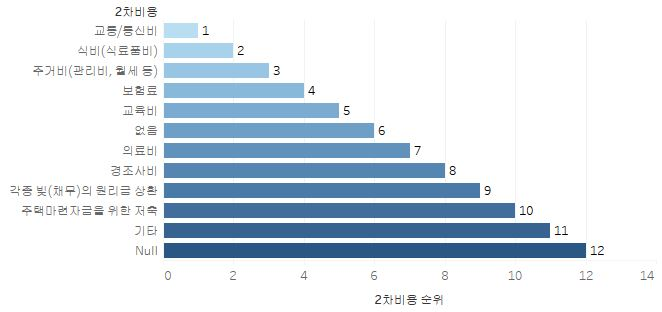 2차비용
교통/통신비 1
식비(식료품비) 2
주거비(관리비, 월세 등) 3
보험료 4
교육비 5
없음 6
의료비 7
경조사비 8
각종 빚(채무)의 원리금 상환 9
주택마련자금을 위한 저축 10
기타 11
Null 12
0 2 4 6 8 10 12 14
2차비용 순위